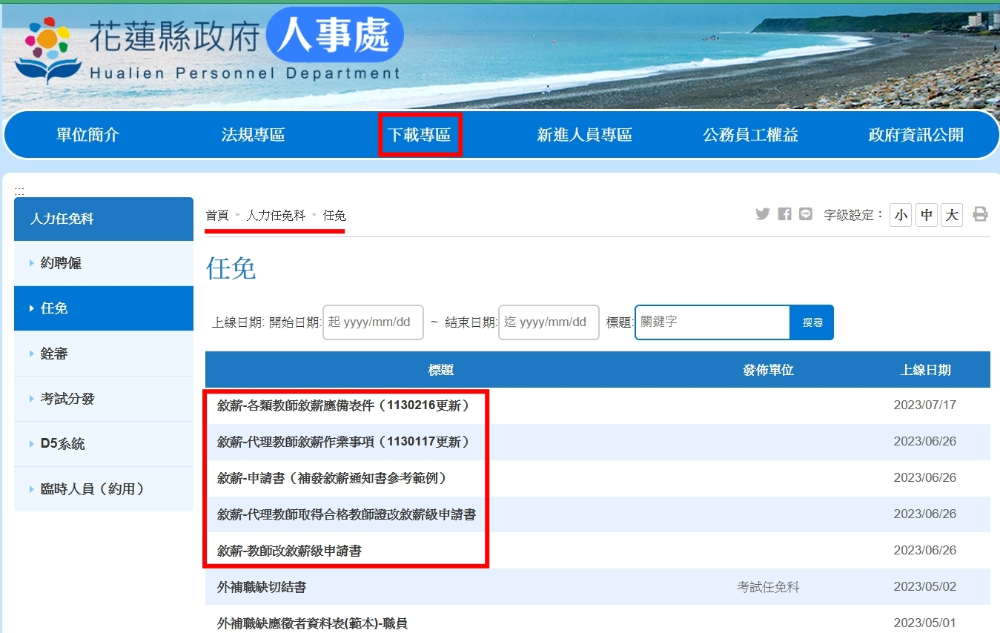 花蓮縣政府 人事處
Hualien Personnel Department
單位簡介 法規專區 下載專區 新進人員專區 公務員工權益 政府資訊公開
:::
人力任免科
約聘僱
任免
銓審
考試分發
D5系統
臨時人員（約用）
首頁 人力任免科 任免
字級設定： 小 中 大
任免
上線日期: 開始日期: 起 yyyy/mm/dd ~ 結束日期: 迄 yyyy/mm/dd 標題: 關鍵字 搜尋
標題 發佈單位 上線日期
敘薪-各類教師敘薪應備表件（1130216更新） 2023/07/17
敘薪-代理教師敘薪作業事項（1130117更新） 2023/06/26
敘薪-申請書（補發敘薪通知書參考範例） 2023/06/26
敘薪-代理教師取得合格教師證改敘薪級申請書 2023/06/26
敘薪-教師改敘薪級申請書 2023/06/26
外補職缺切結書 考試任免科 2023/05/02
外補職缺應徵者資料表(範本)-職員 2023/05/01